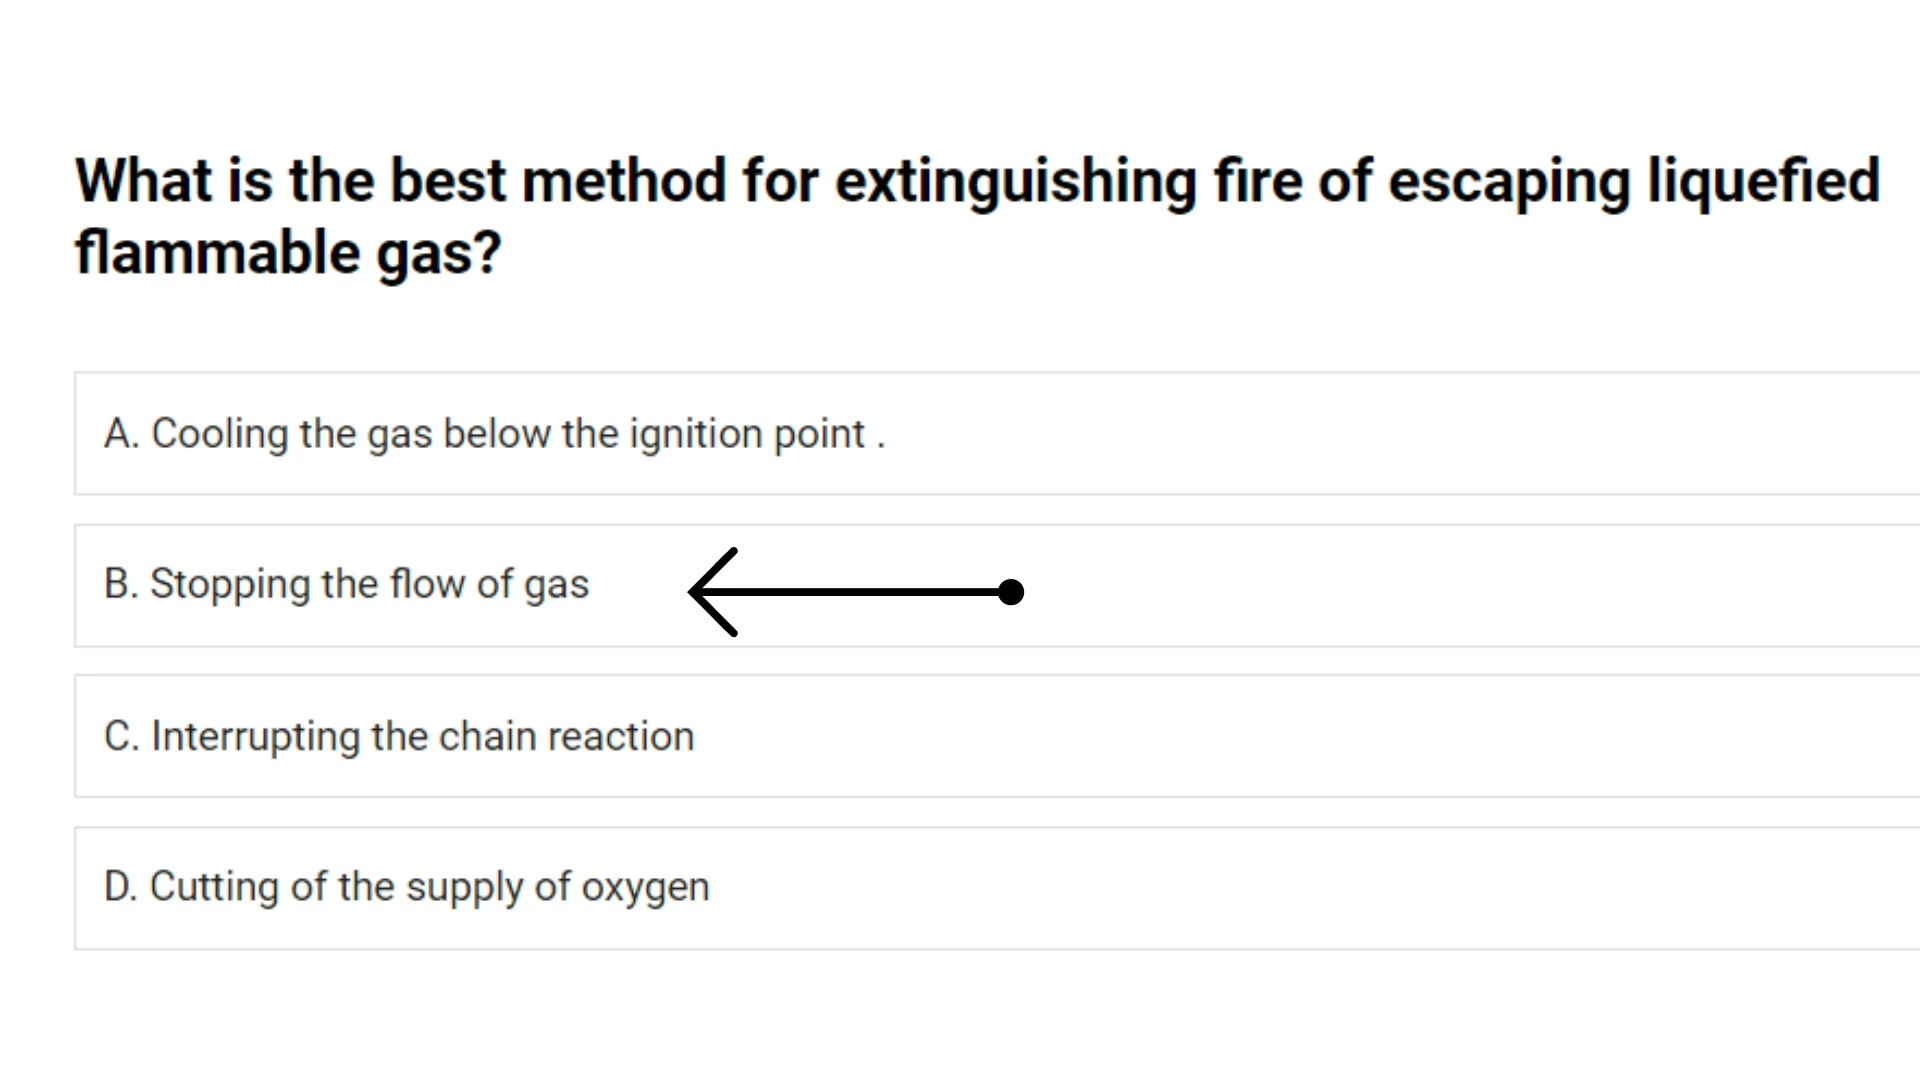 What is the best method for extinguishing fire of escaping liquefied
flammable gas?
A. Cooling the gas below the ignition point .
B. Stopping the flow of gas
C. Interrupting the chain reaction
D. Cutting of the supply of oxygen